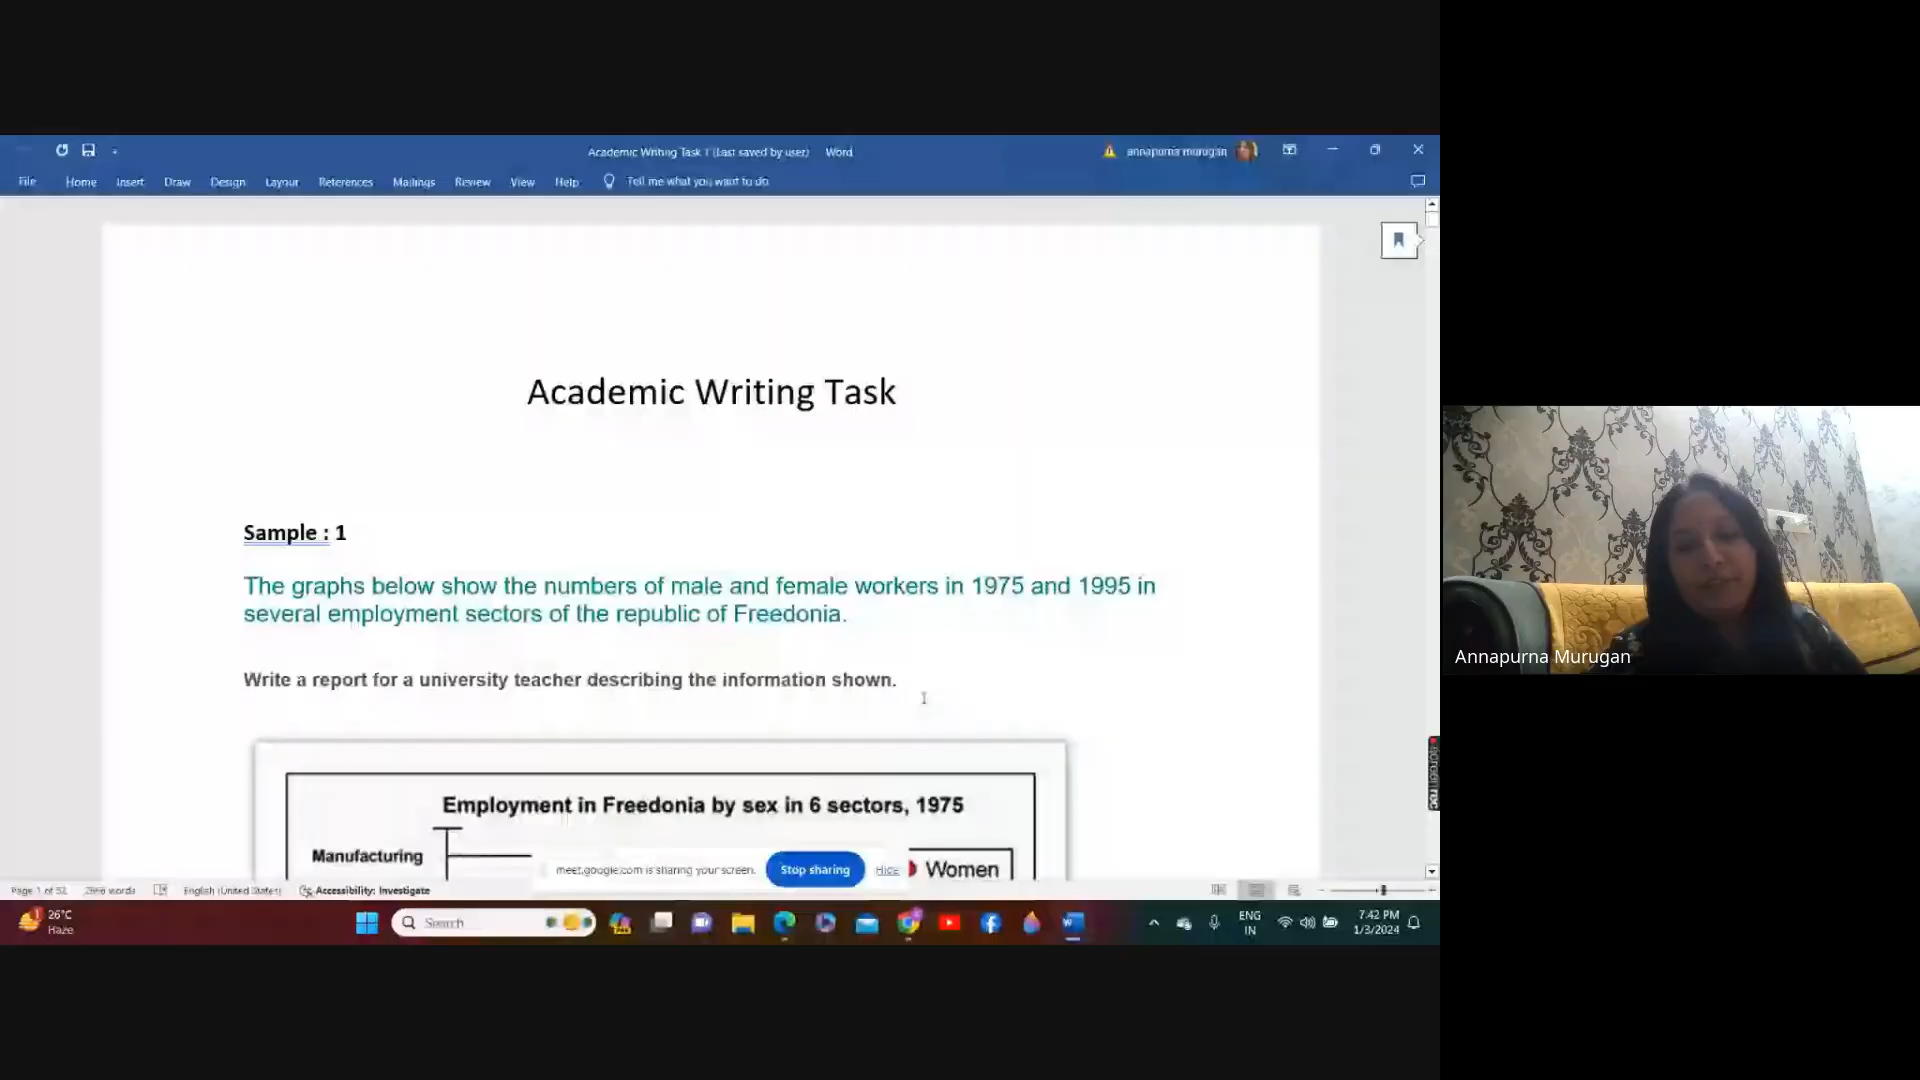 Academic Writing Task 1 (Last saved by user) Word
annapurna murugan
File Home Insert Draw Design Layout References Mailings Review View Help Tell me what you want to do
Academic Writing Task
Sample : 1
The graphs below show the numbers of male and female workers in 1975 and 1995 in
several employment sectors of the republic of Freedonia.
Write a report for a university teacher describing the information shown.
Employment in Freedonia by sex in 6 sectors, 1975
Manufacturing
Women
meet.google.com is sharing your screen. Stop sharing Hide
Page 1 of 52 words English (United States) Accessibility: Investigate
26°C
Haze
Search
ENG
IN
7:42 PM
1/3/2024
Annapurna Murugan